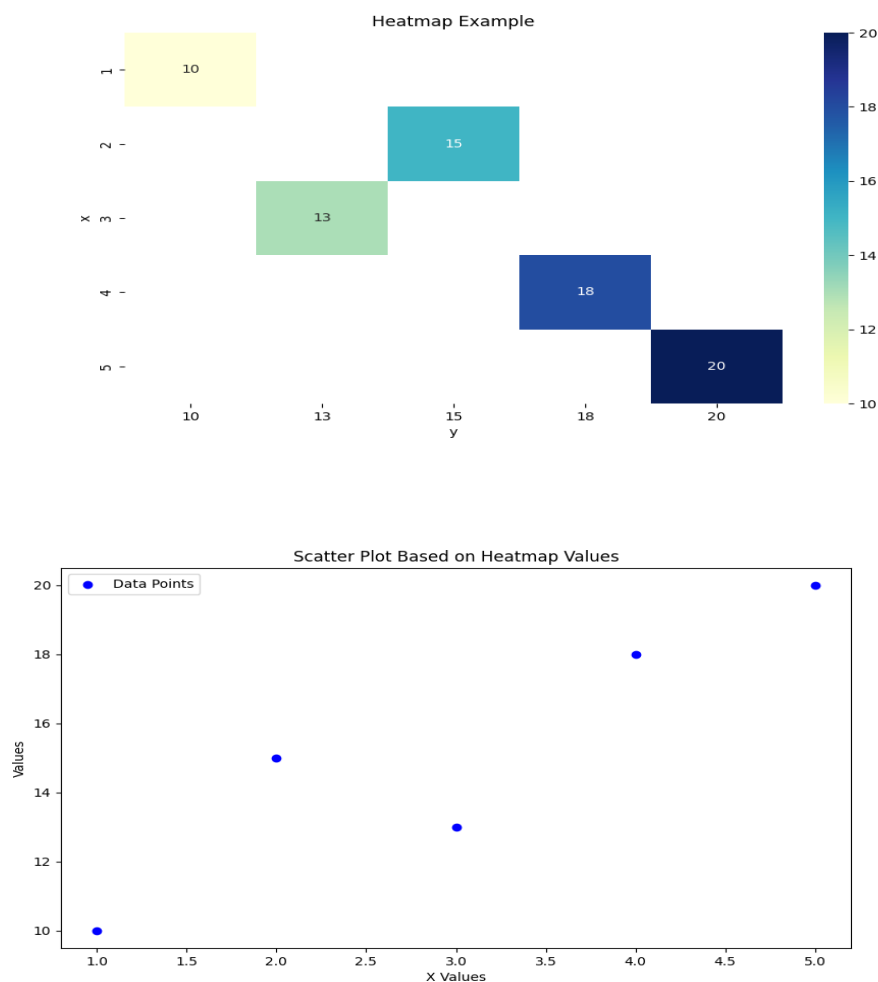 Heatmap Example
1
2
3
4
5
x
10
15
13
18
20
10 13 15 18 20
y
20
18
16
14
12
10
Scatter Plot Based on Heatmap Values
Data Points
20
18
16
14
12
10
Values
1.0 1.5 2.0 2.5 3.0 3.5 4.0 4.5 5.0
X Values